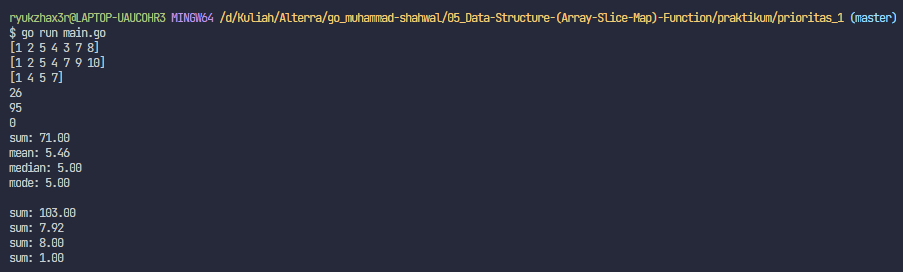 ryukzhax3r@LAPTOP-UAUCOHR3 MINGW64 /d/Kuliah/Alterra/go_muhammad-shahwal/05_Data-Structure-(Array-Slice-Map)-Function/praktikum/prioritas_1 (master)
$ go run main.go
[1 2 5 4 3 7 8]
[1 2 5 4 7 9 10]
[1 4 5 7]
26
95
0
sum: 71.00
mean: 5.46
median: 5.00
mode: 5.00
sum: 103.00
sum: 7.92
sum: 8.00
sum: 1.00